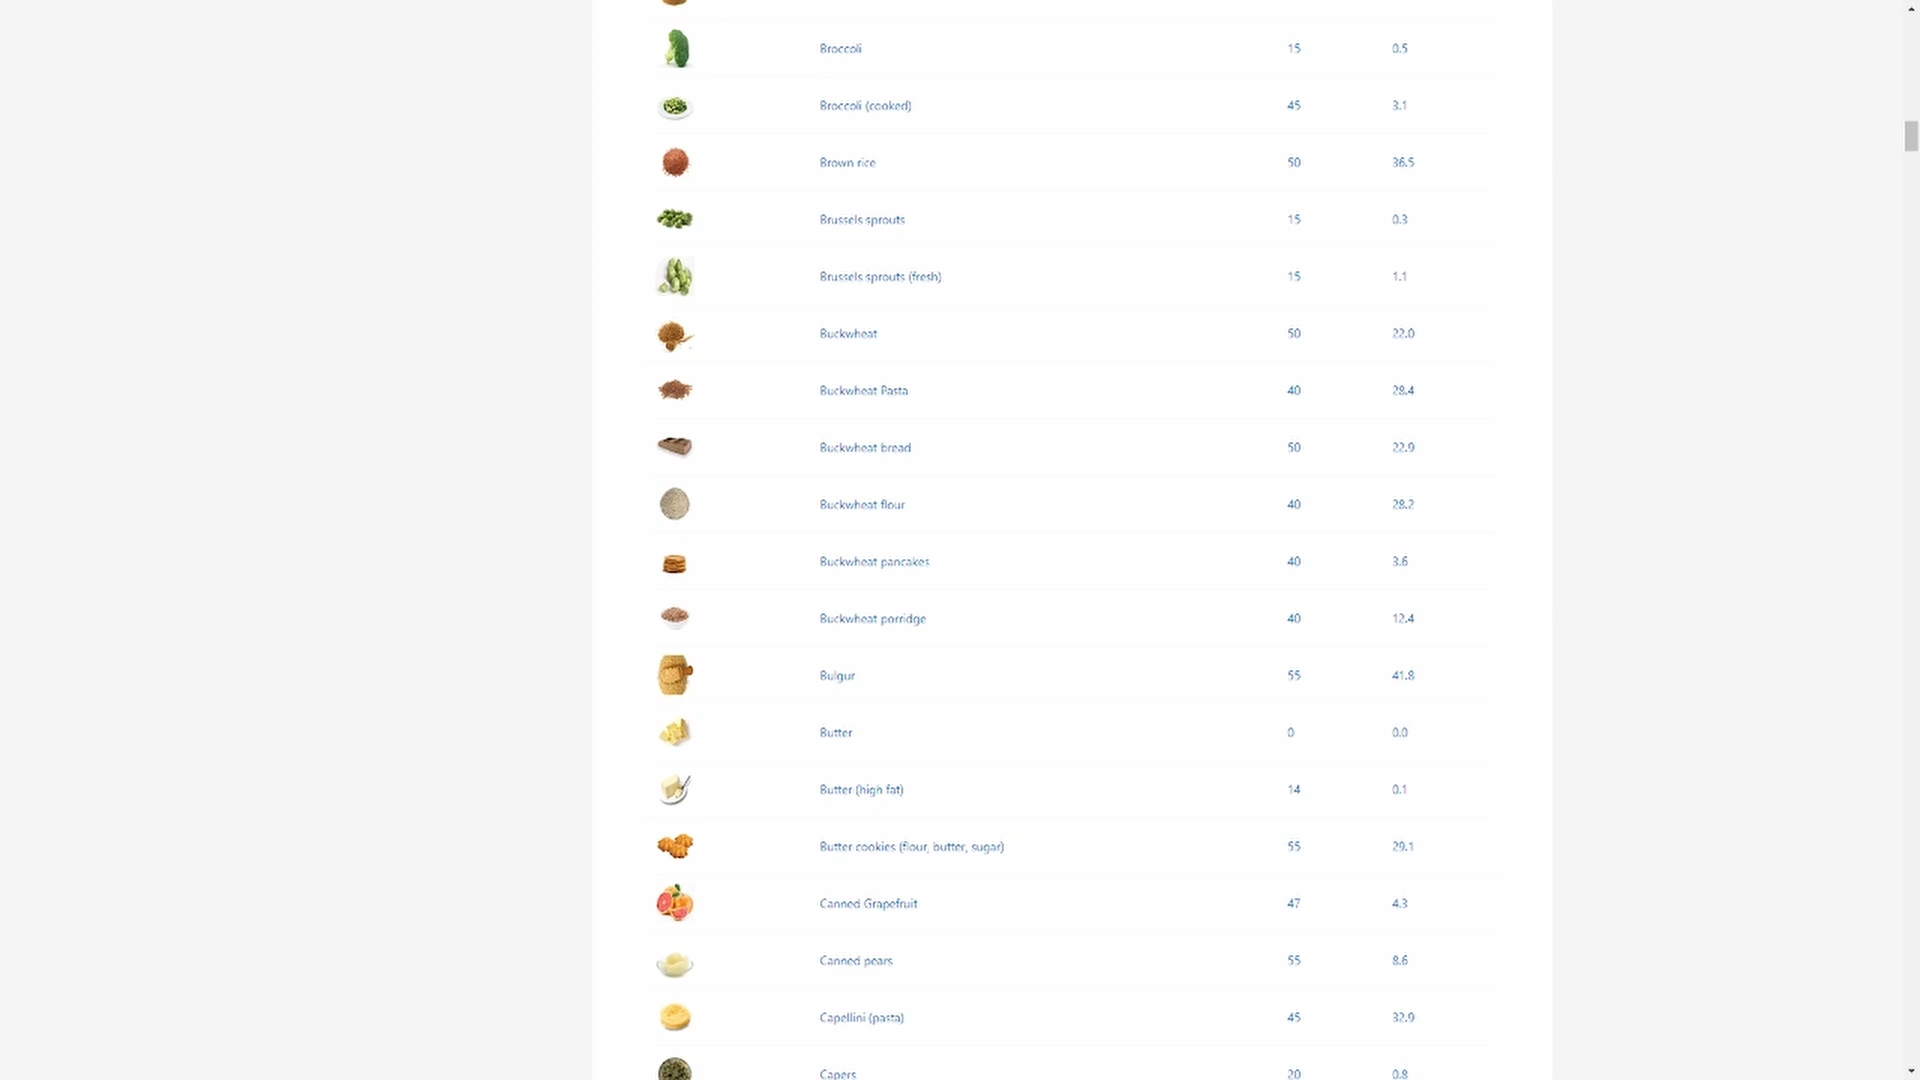 Broccoli 15 0.5
Broccoli (cooked) 45 3.1
Brown rice 50 36.5
Brussels sprouts 15 0.3
Brussels sprouts (fresh) 15 1.1
Buckwheat 50 22.0
Buckwheat Pasta 40 28.4
Buckwheat bread 50 22.9
Buckwheat flour 40 28.2
Buckwheat pancakes 40 3.6
Buckwheat porridge 40 12.4
Bulgur 55 41.8
Butter 0 0.0
Butter (high fat) 14 0.1
Butter cookies (flour, butter, sugar) 55 29.1
Canned Grapefruit 47 4.3
Canned pears 55 8.6
Capellini (pasta) 45 32.9
Capers 20 0.8